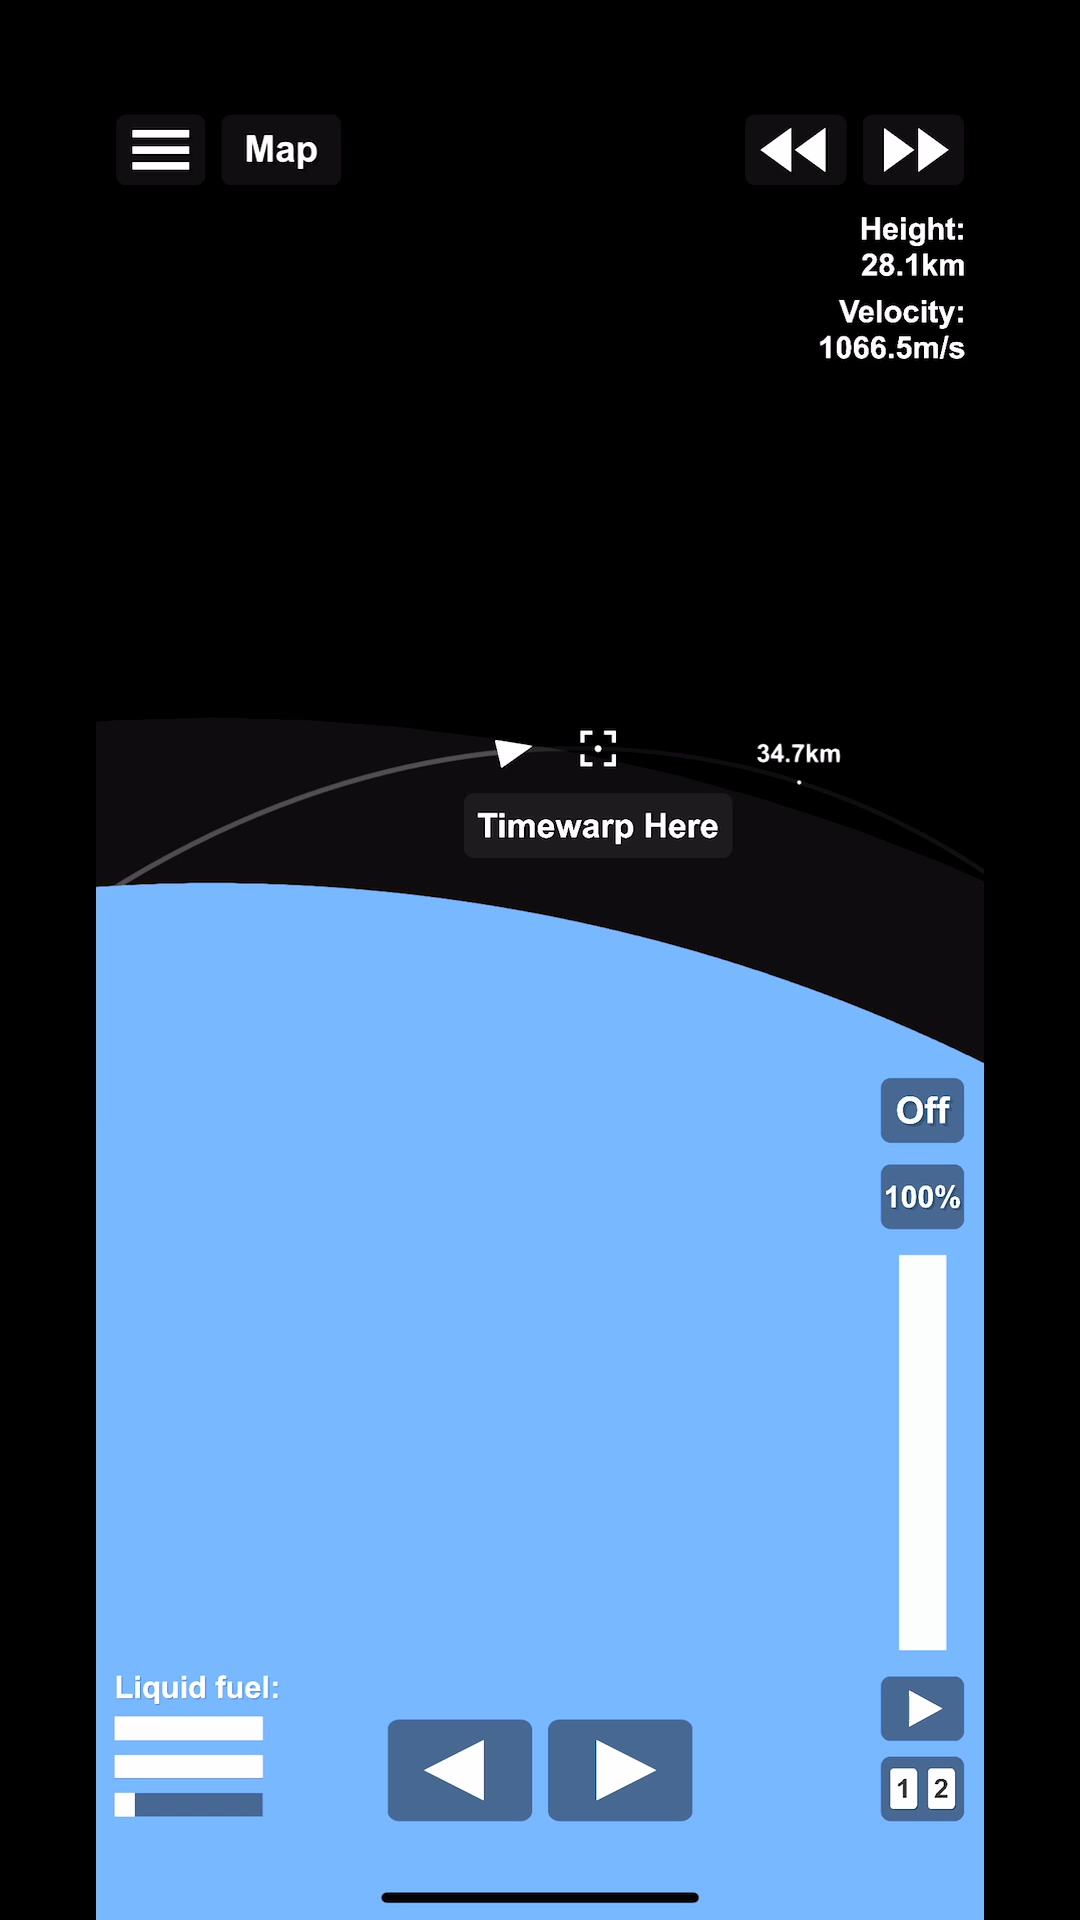 Map
Height:
28.1km
Velocity:
1066.5m/s
34.7km
Timewarp Here
Off
100%
Liquid fuel:
1 2